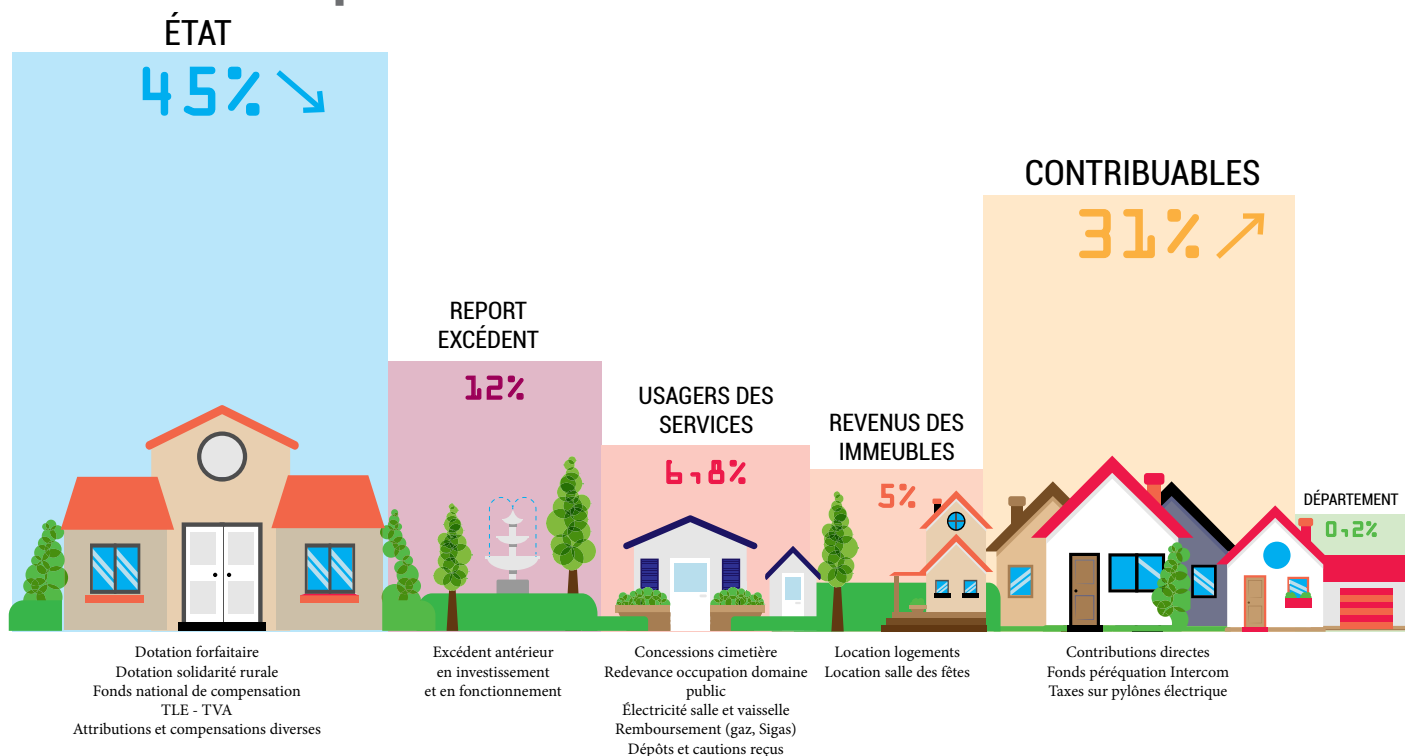 ÉTAT
45%
REPORT
EXCÉDENT
12%
USAGERS DES
SERVICES
6,8%
REVENUS DES
IMMEUBLES
5%
CONTRIBUABLES
31%
DÉPARTEMENT
0,2%
Dotation forfaitaire
Dotation solidarité rurale
Fonds national de compensation
TLE - TVA
Attributions et compensations diverses
Excédent antérieur
en investissement
et en fonctionnement
Concessions cimetière
Redevance occupation domaine
public
Électricité salle et vaisselle
Remboursement (gaz, Sigas)
Dépôts et cautions reçus
Location logements
Location salle des fêtes
Contributions directes
Fonds péréquation Intercom
Taxes sur pylônes électrique